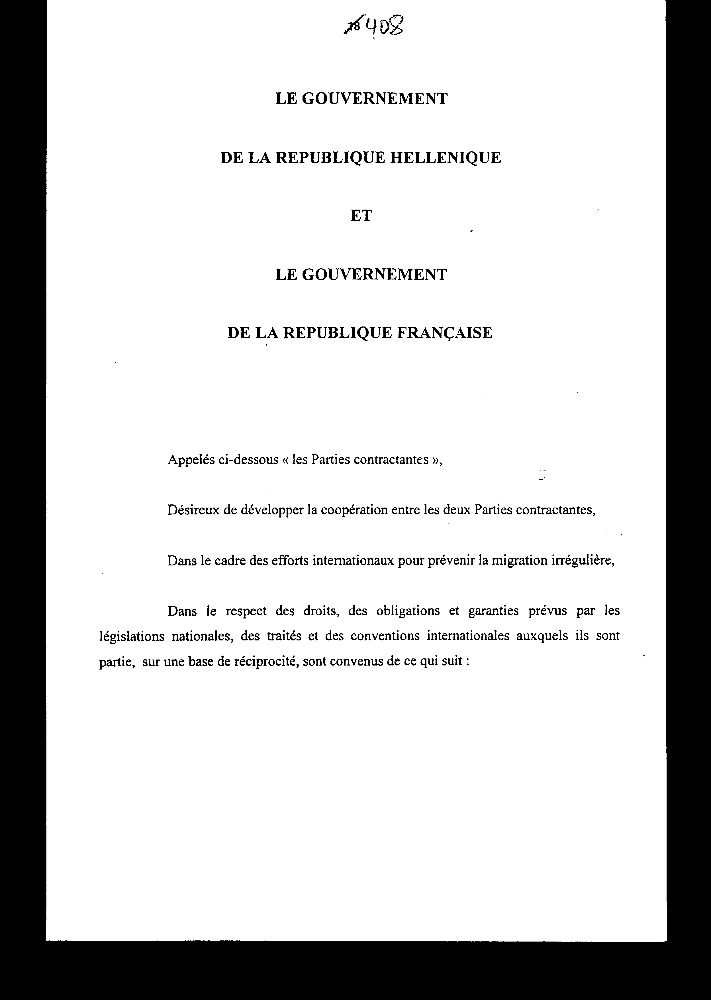 408
LE GOUVERNEMENT
DE LA REPUBLIQUE HELLENIQUE
ET
LE GOUVERNEMENT
DE LA REPUBLIQUE FRANÇAISE
Appelés ci-dessous « les Parties contractantes »,
Désireux de développer la coopération entre les deux Parties contractantes,
Dans le cadre des efforts internationaux pour prévenir la migration irrégulière,
Dans le respect des droits, des obligations et garanties prévus par les
législations nationales, des traités et des conventions internationales auxquels ils sont
partie, sur une base de réciprocité, sont convenus de ce qui suit :